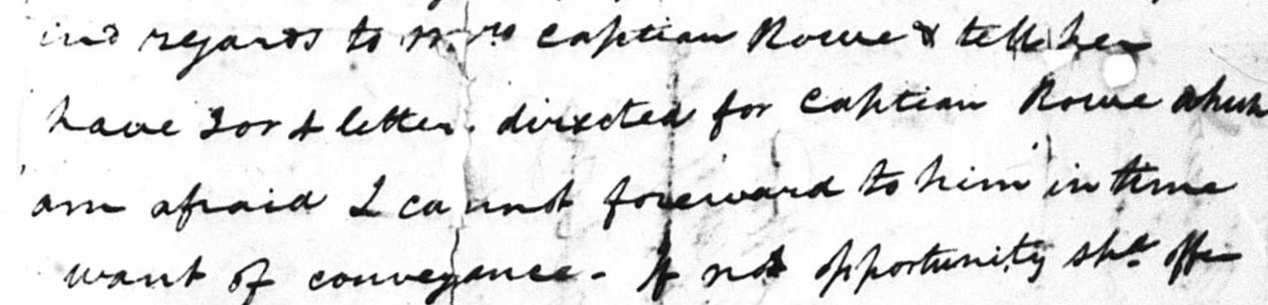 ind regards to Mrs Captian Rowe & tell her
have 3 or 4 letter. directed for Captian Rowe which
am afraid I cannot foreward to him in time
want of conveyance - If not opportunity shd. offer